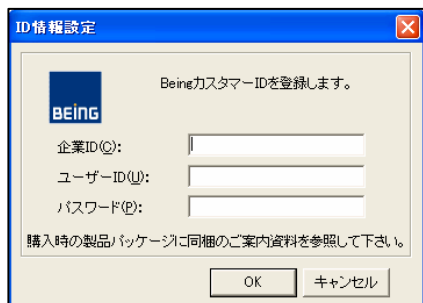 ID情報設定
BeingカスタマーIDを登録します。
BEING
企業ID(C):
ユーザーID(U):
パスワード(P):
購入時の製品パッケージに同梱のご案内資料を参照して下さい。
OK
キャンセル